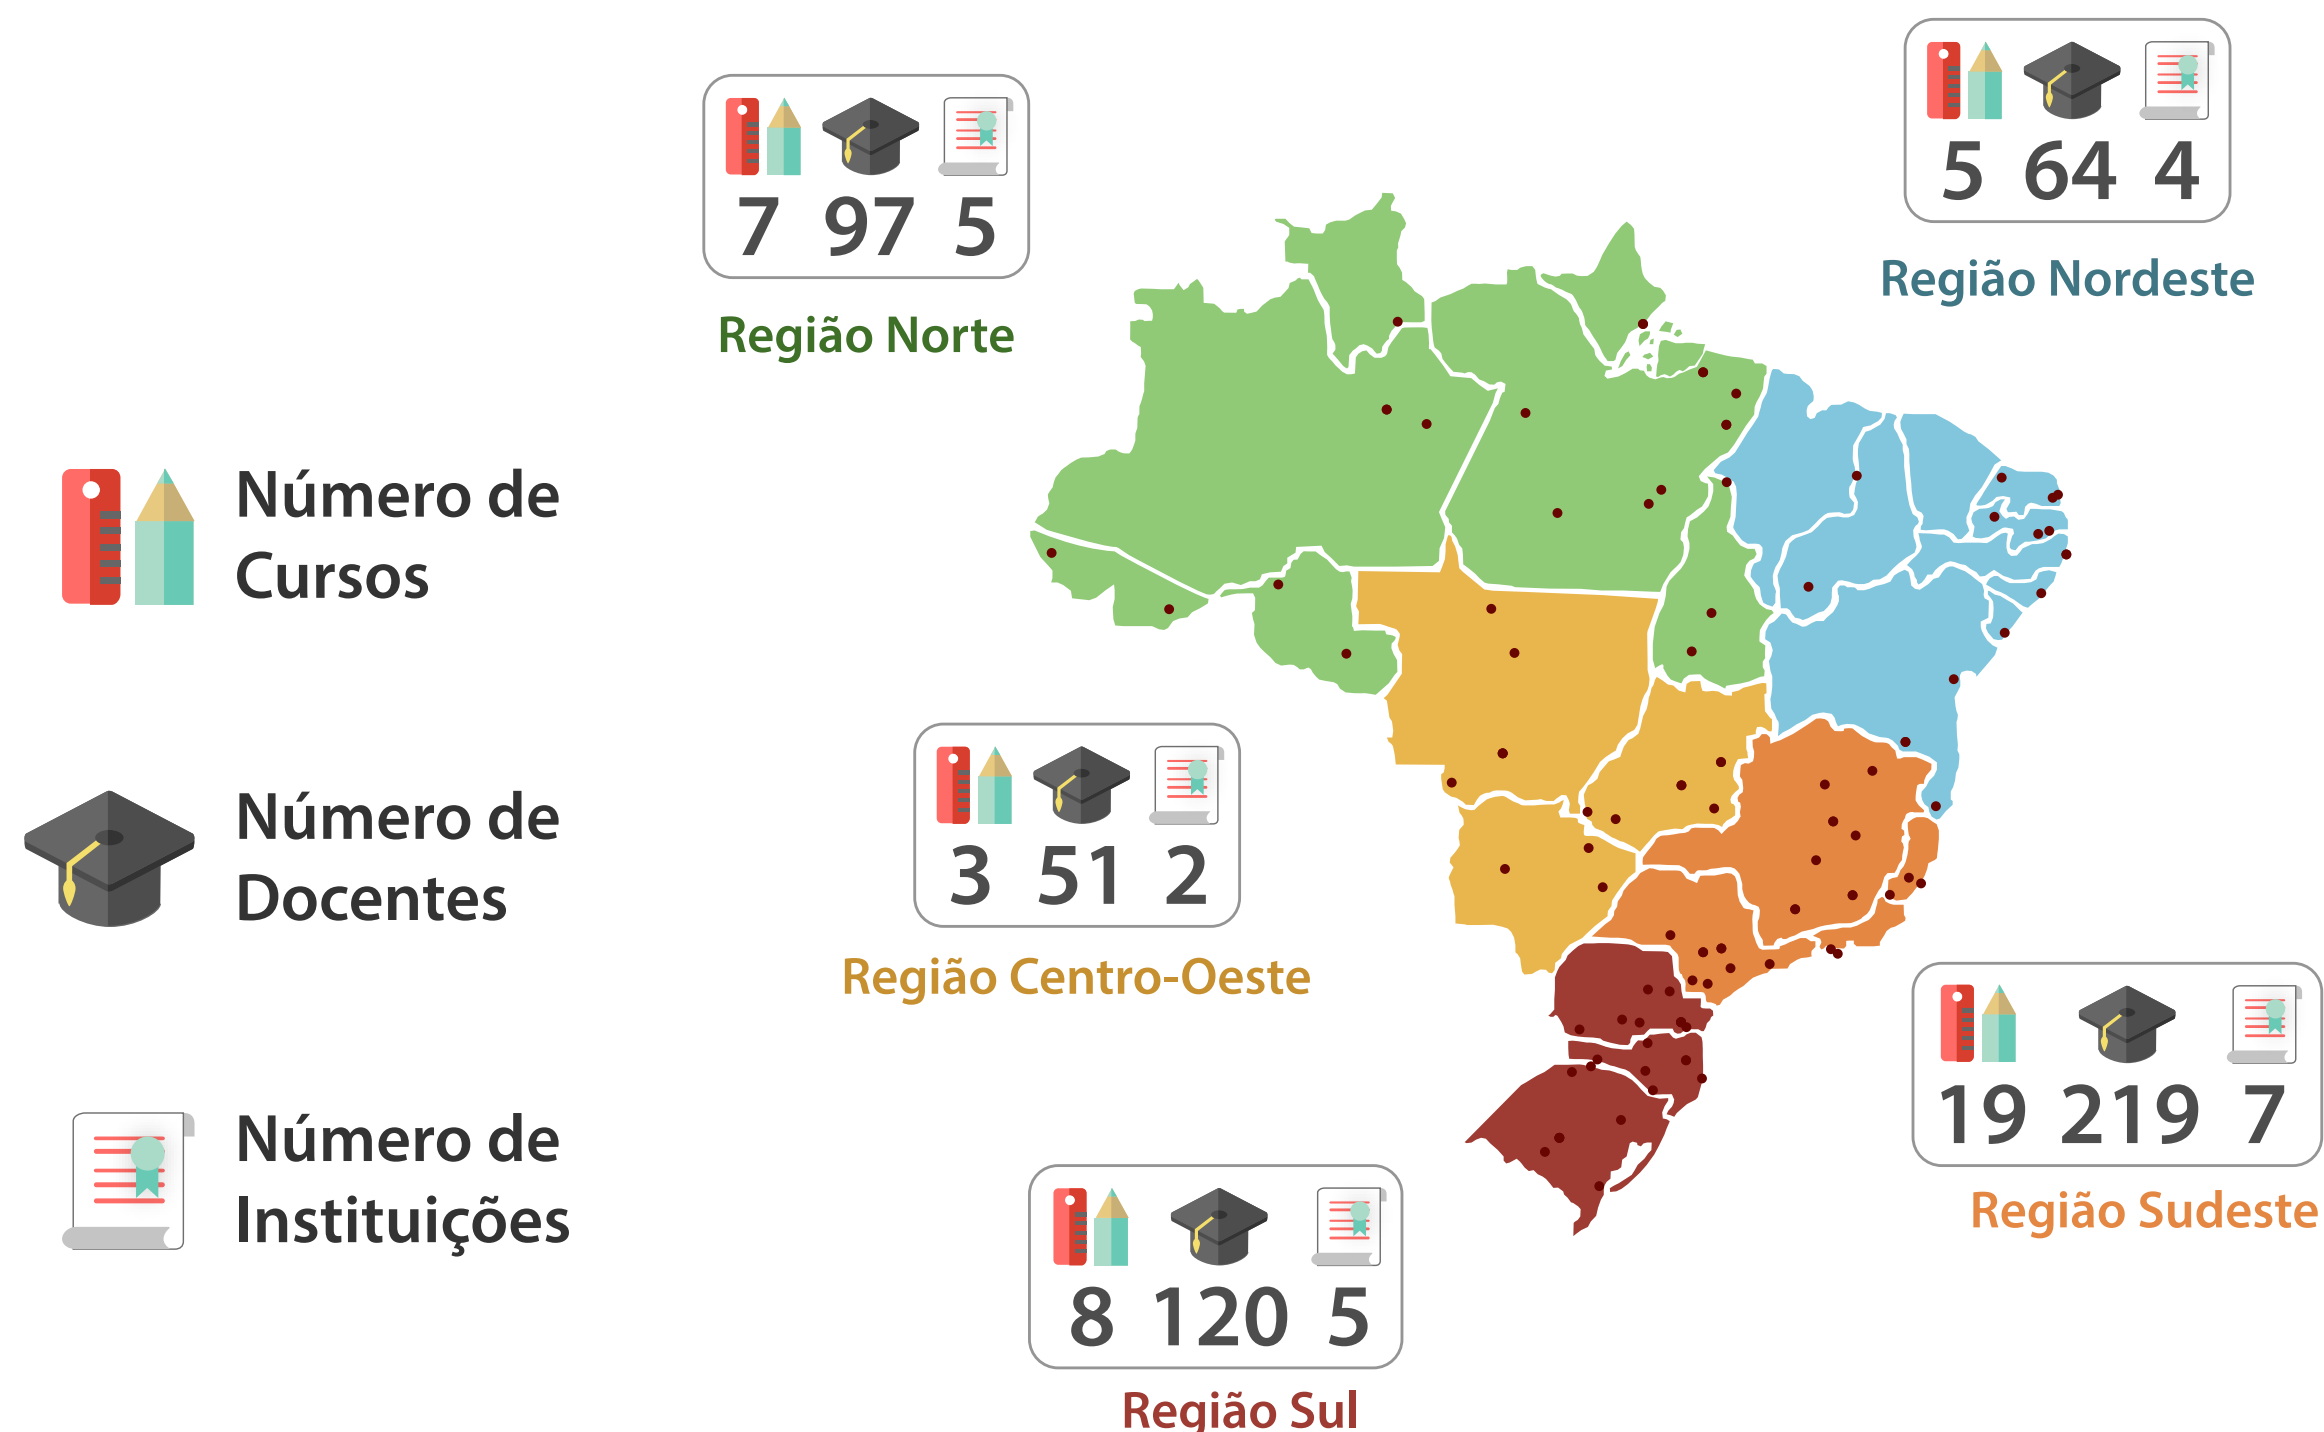 5 64 4
Região Nordeste
7 97 5
Região Norte
Número de
Cursos
Número de
Docentes
Número de
Instituições
3 51 2
Região Centro-Oeste
19 219 7
Região Sudeste
8 120 5
Região Sul